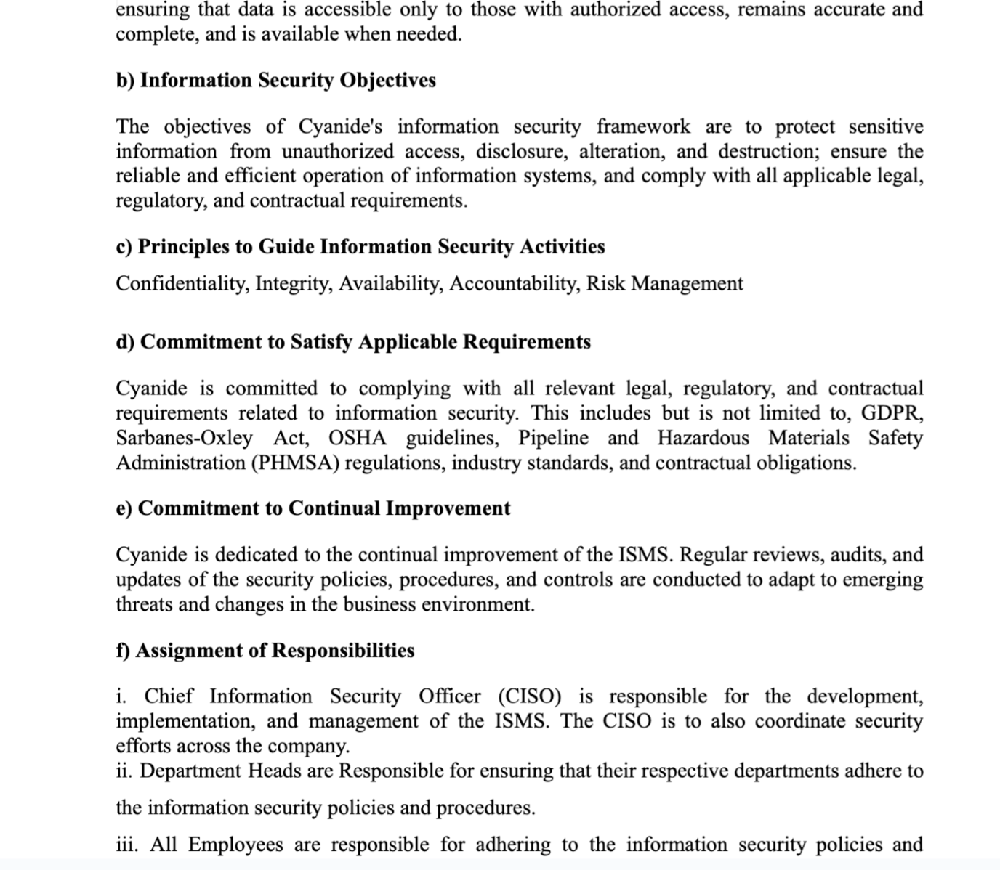 ensuring that data is accessible only to those with authorized access, remains accurate and
complete, and is available when needed.
b) Information Security Objectives
The objectives of Cyanide's information security framework are to protect sensitive
information from unauthorized access, disclosure, alteration, and destruction; ensure the
reliable and efficient operation of information systems, and comply with all applicable legal,
regulatory, and contractual requirements.
c) Principles to Guide Information Security Activities
Confidentiality, Integrity, Availability, Accountability, Risk Management
d) Commitment to Satisfy Applicable Requirements
Cyanide is committed to complying with all relevant legal, regulatory, and contractual
requirements related to information security. This includes but is not limited to, GDPR,
Sarbanes-Oxley Act, OSHA guidelines, Pipeline and Hazardous Materials Safety
Administration (PHMSA) regulations, industry standards, and contractual obligations.
e) Commitment to Continual Improvement
Cyanide is dedicated to the continual improvement of the ISMS. Regular reviews, audits, and
updates of the security policies, procedures, and controls are conducted to adapt to emerging
threats and changes in the business environment.
f) Assignment of Responsibilities
i. Chief Information Security Officer (CISO) is responsible for the development,
implementation, and management of the ISMS. The CISO is to also coordinate security
efforts across the company.
ii. Department Heads are Responsible for ensuring that their respective departments adhere to
the information security policies and procedures.
iii. All Employees are responsible for adhering to the information security policies and